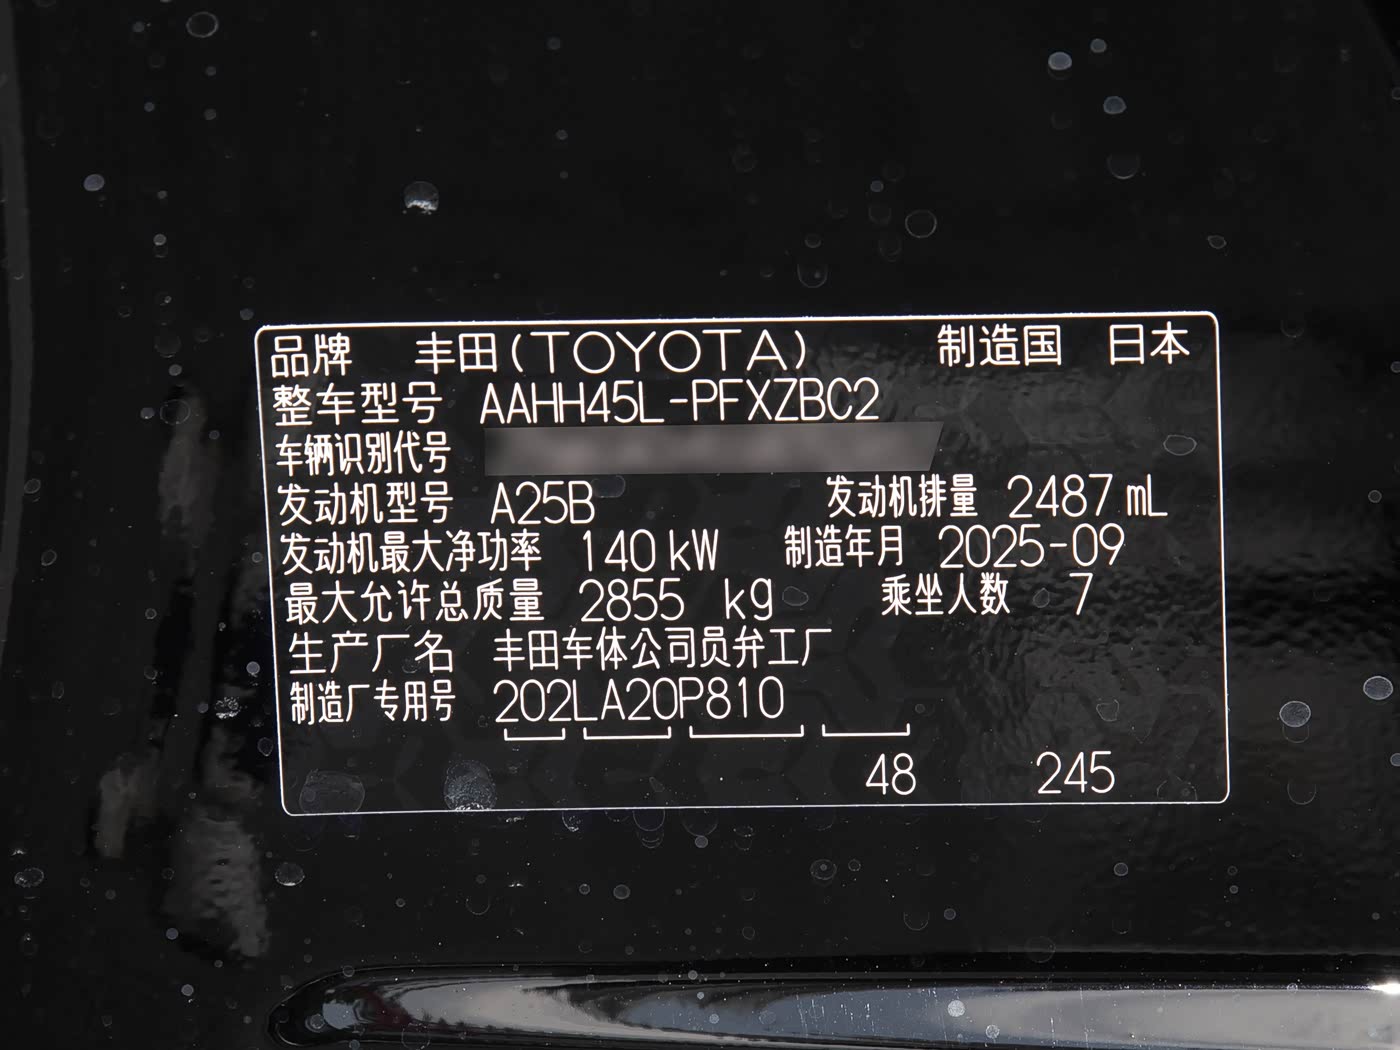 品牌 丰田(TOYOTA) 制造国 日本
整车型号 AAHH45L-PFXZBC2
车辆识别代号
发动机型号 A25B 发动机排量 2487 mL
发动机最大净功率 140 kW 制造年月 2025-09
最大允许总质量 2855 kg 乘坐人数 7
生产厂名 丰田车体公司员弁工厂
制造厂专用号 202LA20P810
48 245